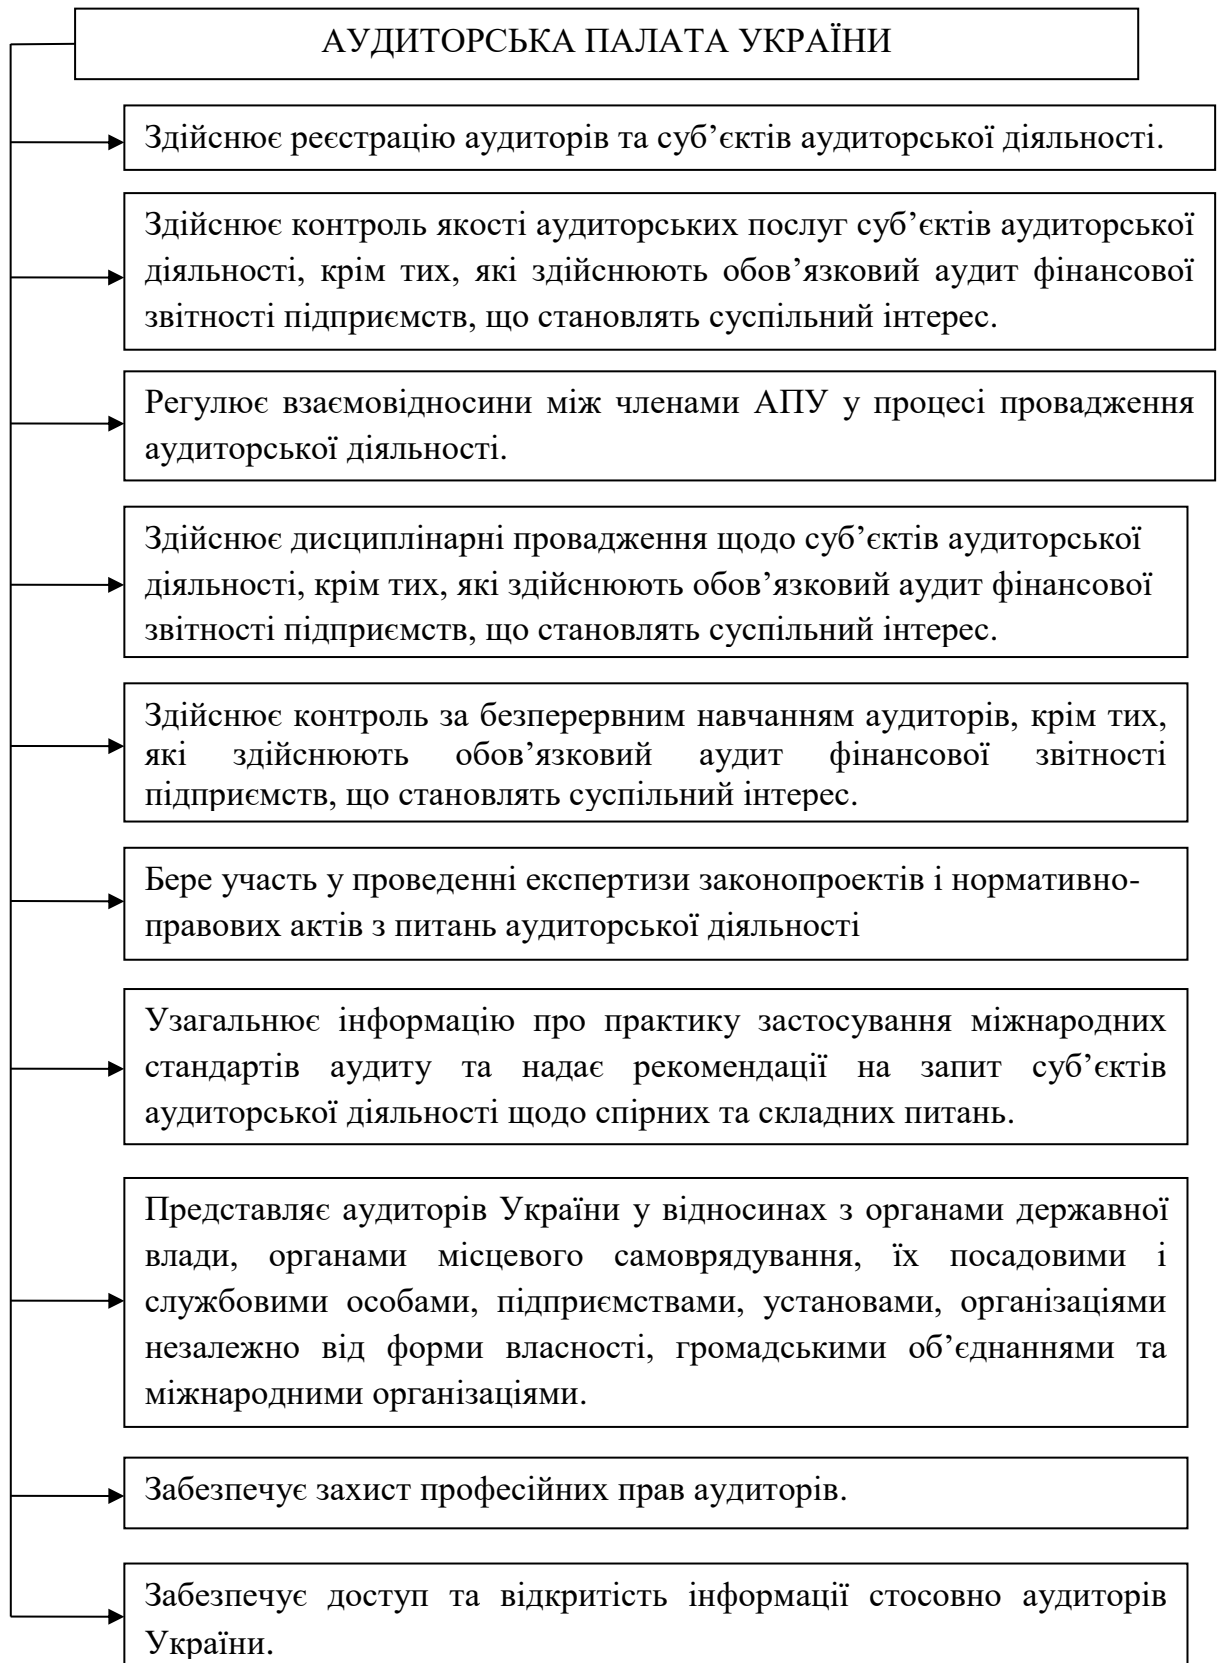 АУДИТОРСЬКА ПАЛАТА УКРАЇНИ
Здійснює реєстрацію аудиторів та суб’єктів аудиторської діяльності.
Здійснює контроль якості аудиторських послуг суб’єктів аудиторської
діяльності, крім тих, які здійснюють обов’язковий аудит фінансової
звітності підприємств, що становлять суспільний інтерес.
Регулює взаємовідносини між членами АПУ у процесі провадження
аудиторської діяльності.
Здійснює дисциплінарні провадження щодо суб’єктів аудиторської
діяльності, крім тих, які здійснюють обов’язковий аудит фінансової
звітності підприємств, що становлять суспільний інтерес.
Здійснює контроль за безперервним навчанням аудиторів, крім тих,
які здійснюють обов’язковий аудит фінансової звітності
підприємств, що становлять суспільний інтерес.
Бере участь у проведенні експертизи законопроектів і нормативно-
правових актів з питань аудиторської діяльності
Узагальнює інформацію про практику застосування міжнародних
стандартів аудиту та надає рекомендації на запит суб’єктів
аудиторської діяльності щодо спірних та складних питань.
Представляє аудиторів України у відносинах з органами державної
влади, органами місцевого самоврядування, їх посадовими і
службовими особами, підприємствами, установами, організаціями
незалежно від форми власності, громадськими об’єднаннями та
міжнародними організаціями.
Забезпечує захист професійних прав аудиторів.
Забезпечує доступ та відкритість інформації стосовно аудиторів
України.